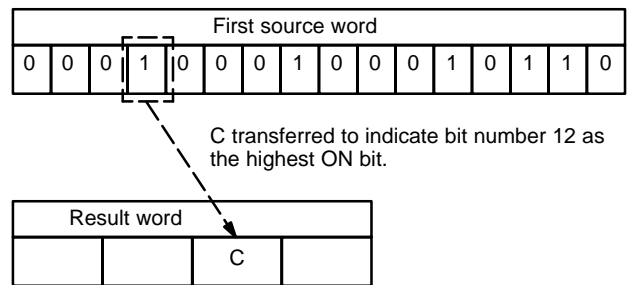 First source word
0 0 0 1 0 0 0 1 0 0 0 1 0 1 1 0
C transferred to indicate bit number 12 as
the highest ON bit.
Result word
C